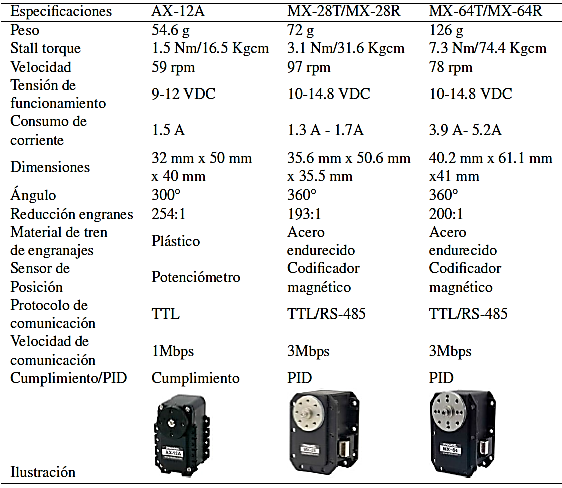 Especificaciones AX-12A MX-28T/MX-28R MX-64T/MX-64R
Peso 54.6 g 72 g 126 g
Stall torque 1.5 Nm/16.5 Kgcm 3.1 Nm/31.6 Kgcm 7.3 Nm/74.4 Kgcm
Velocidad 59 rpm 97 rpm 78 rpm
Tensión de
funcionamiento 9-12 VDC 10-14.8 VDC 10-14.8 VDC
Consumo de
corriente 1.5 A 1.3 A - 1.7A 3.9 A- 5.2A
Dimensiones 32 mm x 50 mm 35.6 mm x 50.6 mm 40.2 mm x 61.1 mm
x 40 mm x 35.5 mm x41 mm
Ángulo 300° 360° 360°
Reducción engranes 254:1 193:1 200:1
Material de tren Plástico Acero Acero
de engranajes endurecido endurecido
Sensor de Potenciómetro Codificador Codificador
Posición magnético magnético
Protocolo de
comunicación TTL TTL/RS-485 TTL/RS-485
Velocidad de
comunicación 1Mbps 3Mbps 3Mbps
Cumplimiento/PID Cumplimiento PID PID
AX-12A MX-28 MX-64
Ilustración